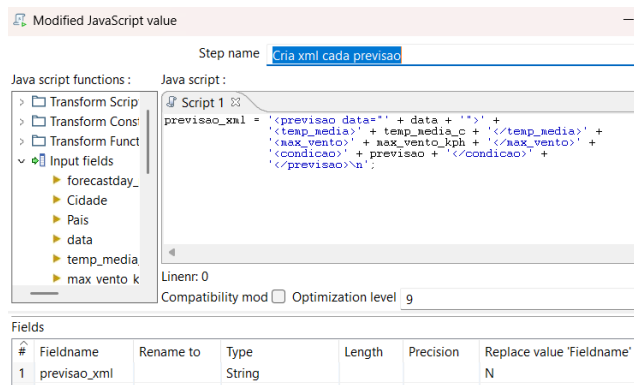 Modified JavaScript value
Step name Cria xml cada previsao
Java script functions : Java script :
Transform Scrip
Transform Const
Transform Funct
Input fields
forecastday_
Cidade
Pais
data
temp_media_
max vento k
Script 1
previsao_xml = '<previsao data="' + data + '">' +
'<temp_media>' + temp_media_c + '</temp_media>' +
'<max_vento>' + max_vento_kph + '</max_vento>' +
'<condicao>' + previsao + '</condicao>' +
'</previsao>\n';
Linenr: 0
Compatibility mod Optimization level 9
Fields
# Fieldname Rename to Type Length Precision Replace value 'Fieldname'
1 previsao_xml String N